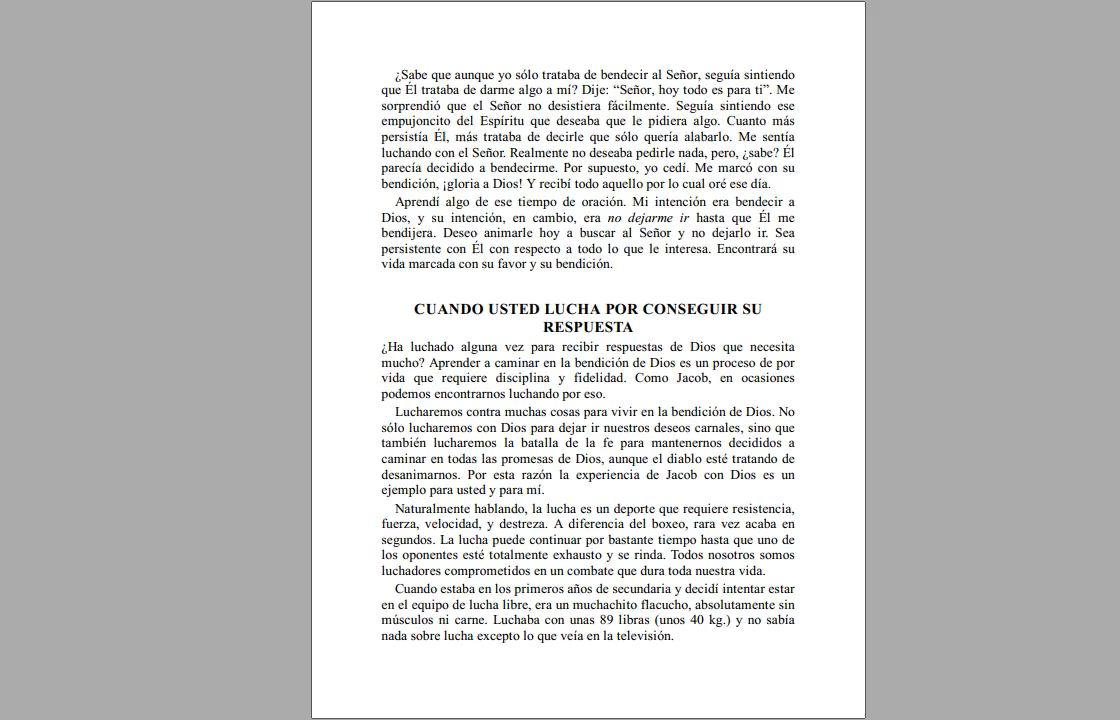 ¿Sabe que aunque yo sólo trataba de bendecir al Señor, seguía sintiendo
que Él trataba de darme algo a mí? Dije: “Señor, hoy todo es para ti”. Me
sorprendió que el Señor no desistiera fácilmente. Seguía sintiendo ese
empujoncito del Espíritu que deseaba que le pidiera algo. Cuanto más
persistía Él, más trataba de decirle que sólo quería alabarlo. Me sentía
luchando con el Señor. Realmente no deseaba pedirle nada, pero, ¿sabe? Él
parecía decidido a bendecirme. Por supuesto, yo cedí. Me marcó con su
bendición, ¡gloria a Dios! Y recibí todo aquello por lo cual oré ese día.
Aprendí algo de ese tiempo de oración. Mi intención era bendecir a
Dios, y su intención, en cambio, era no dejarme ir hasta que Él me
bendijera. Deseo animarle hoy a buscar al Señor y no dejarlo ir. Sea
persistente con Él con respecto a todo lo que le interesa. Encontrará su
vida marcada con su favor y su bendición.
CUANDO USTED LUCHA POR CONSEGUIR SU
RESPUESTA
¿Ha luchado alguna vez para recibir respuestas de Dios que necesita
mucho? Aprender a caminar en la bendición de Dios es un proceso de por
vida que requiere disciplina y fidelidad. Como Jacob, en ocasiones
podemos encontrarnos luchando por eso.
Lucharemos contra muchas cosas para vivir en la bendición de Dios. No
sólo lucharemos con Dios para dejar ir nuestros deseos carnales, sino que
también lucharemos la batalla de la fe para mantenernos decididos a
caminar en todas las promesas de Dios, aunque el diablo esté tratando de
desanimarnos. Por esta razón la experiencia de Jacob con Dios es un
ejemplo para usted y para mí.
Naturalmente hablando, la lucha es un deporte que requiere resistencia,
fuerza, velocidad, y destreza. A diferencia del boxeo, rara vez acaba en
segundos. La lucha puede continuar por bastante tiempo hasta que uno de
los oponentes esté totalmente exhausto y se rinda. Todos nosotros somos
luchadores comprometidos en un combate que dura toda nuestra vida.
Cuando estaba en los primeros años de secundaria y decidí intentar estar
en el equipo de lucha libre, era un muchachito flacucho, absolutamente sin
músculos ni carne. Luchaba con unas 89 libras (unos 40 kg.) y no sabía
nada sobre lucha excepto lo que veía en la televisión.